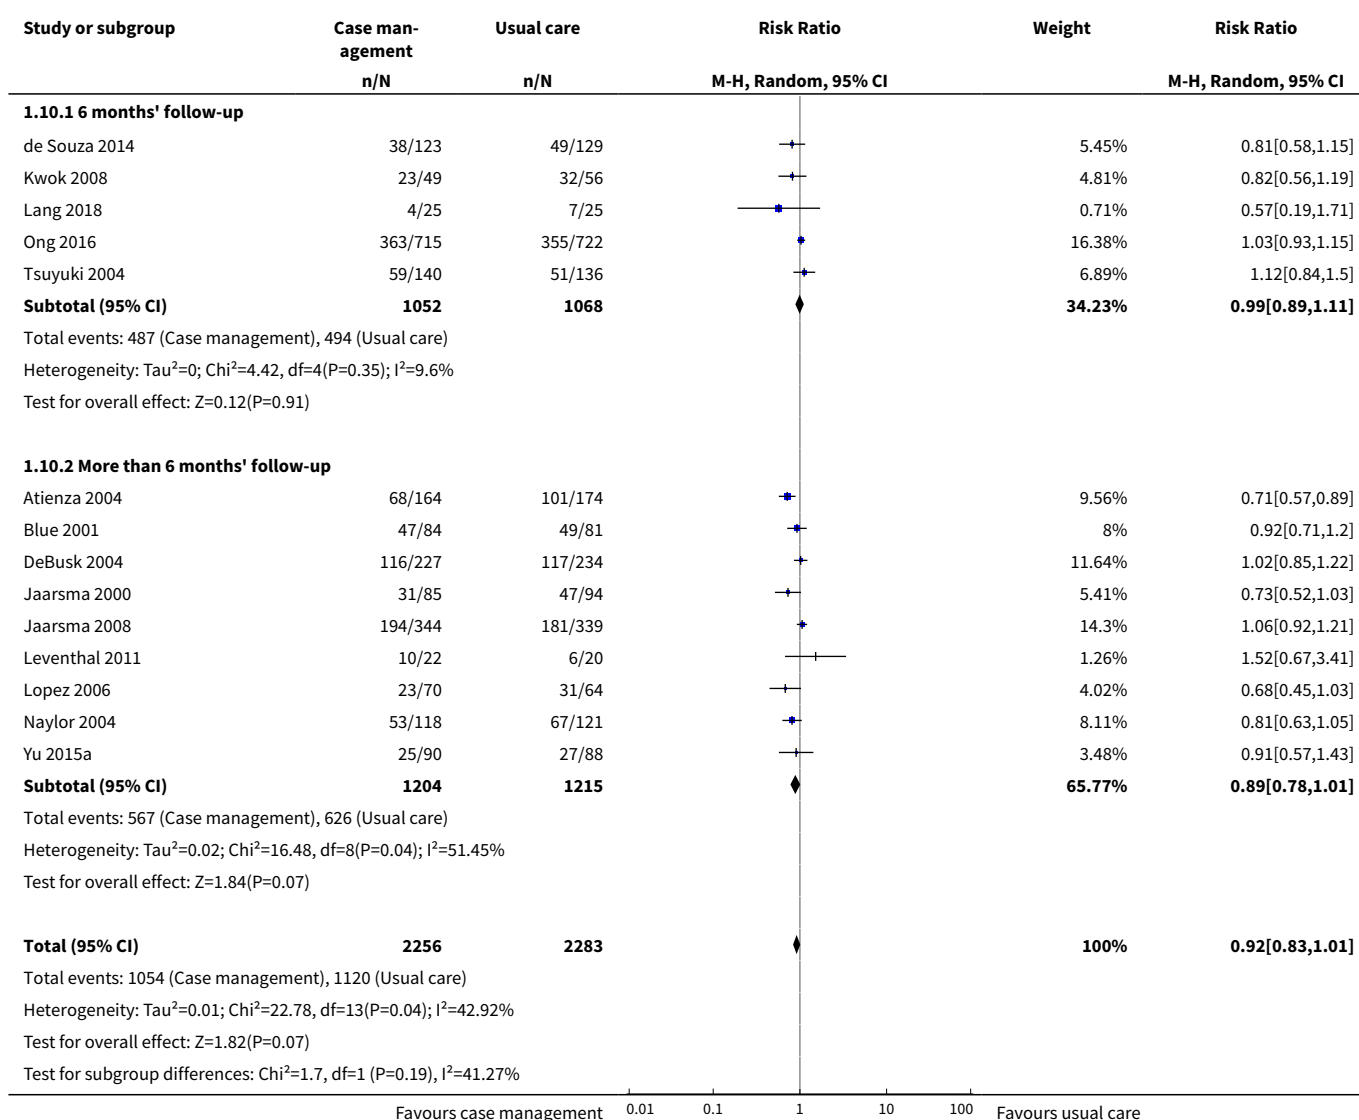 Study or subgroup Case man- Usual care Risk Ratio Weight Risk Ratio
agement
n/N n/N M-H, Random, 95% CI M-H, Random, 95% CI
1.10.1 6 months' follow-up
de Souza 2014 38/123 49/129 5.45% 0.81[0.58,1.15]
Kwok 2008 23/49 32/56 4.81% 0.82[0.56,1.19]
Lang 2018 4/25 7/25 0.71% 0.57[0.19,1.71]
Ong 2016 363/715 355/722 16.38% 1.03[0.93,1.15]
Tsuyuki 2004 59/140 51/136 6.89% 1.12[0.84,1.5]
Subtotal (95% CI) 1052 1068 34.23% 0.99[0.89,1.11]
Total events: 487 (Case management), 494 (Usual care)
Heterogeneity: Tau²=0; Chi²=4.42, df=4(P=0.35); I²=9.6%
Test for overall effect: Z=0.12(P=0.91)
1.10.2 More than 6 months' follow-up
Atienza 2004 68/164 101/174 9.56% 0.71[0.57,0.89]
Blue 2001 47/84 49/81 8% 0.92[0.71,1.2]
DeBusk 2004 116/227 117/234 11.64% 1.02[0.85,1.22]
Jaarsma 2000 31/85 47/94 5.41% 0.73[0.52,1.03]
Jaarsma 2008 194/344 181/339 14.3% 1.06[0.92,1.21]
Leventhal 2011 10/22 6/20 1.26% 1.52[0.67,3.41]
Lopez 2006 23/70 31/64 4.02% 0.68[0.45,1.03]
Naylor 2004 53/118 67/121 8.11% 0.81[0.63,1.05]
Yu 2015a 25/90 27/88 3.48% 0.91[0.57,1.43]
Subtotal (95% CI) 1204 1215 65.77% 0.89[0.78,1.01]
Total events: 567 (Case management), 626 (Usual care)
Heterogeneity: Tau²=0.02; Chi²=16.48, df=8(P=0.04); I²=51.45%
Test for overall effect: Z=1.84(P=0.07)
Total (95% CI) 2256 2283 100% 0.92[0.83,1.01]
Total events: 1054 (Case management), 1120 (Usual care)
Heterogeneity: Tau²=0.01; Chi²=22.78, df=13(P=0.04); I²=42.92%
Test for overall effect: Z=1.82(P=0.07)
Test for subgroup differences: Chi²=1.7, df=1 (P=0.19), I²=41.27%
Favours case management 0.01 0.1 1 10 100 Favours usual care